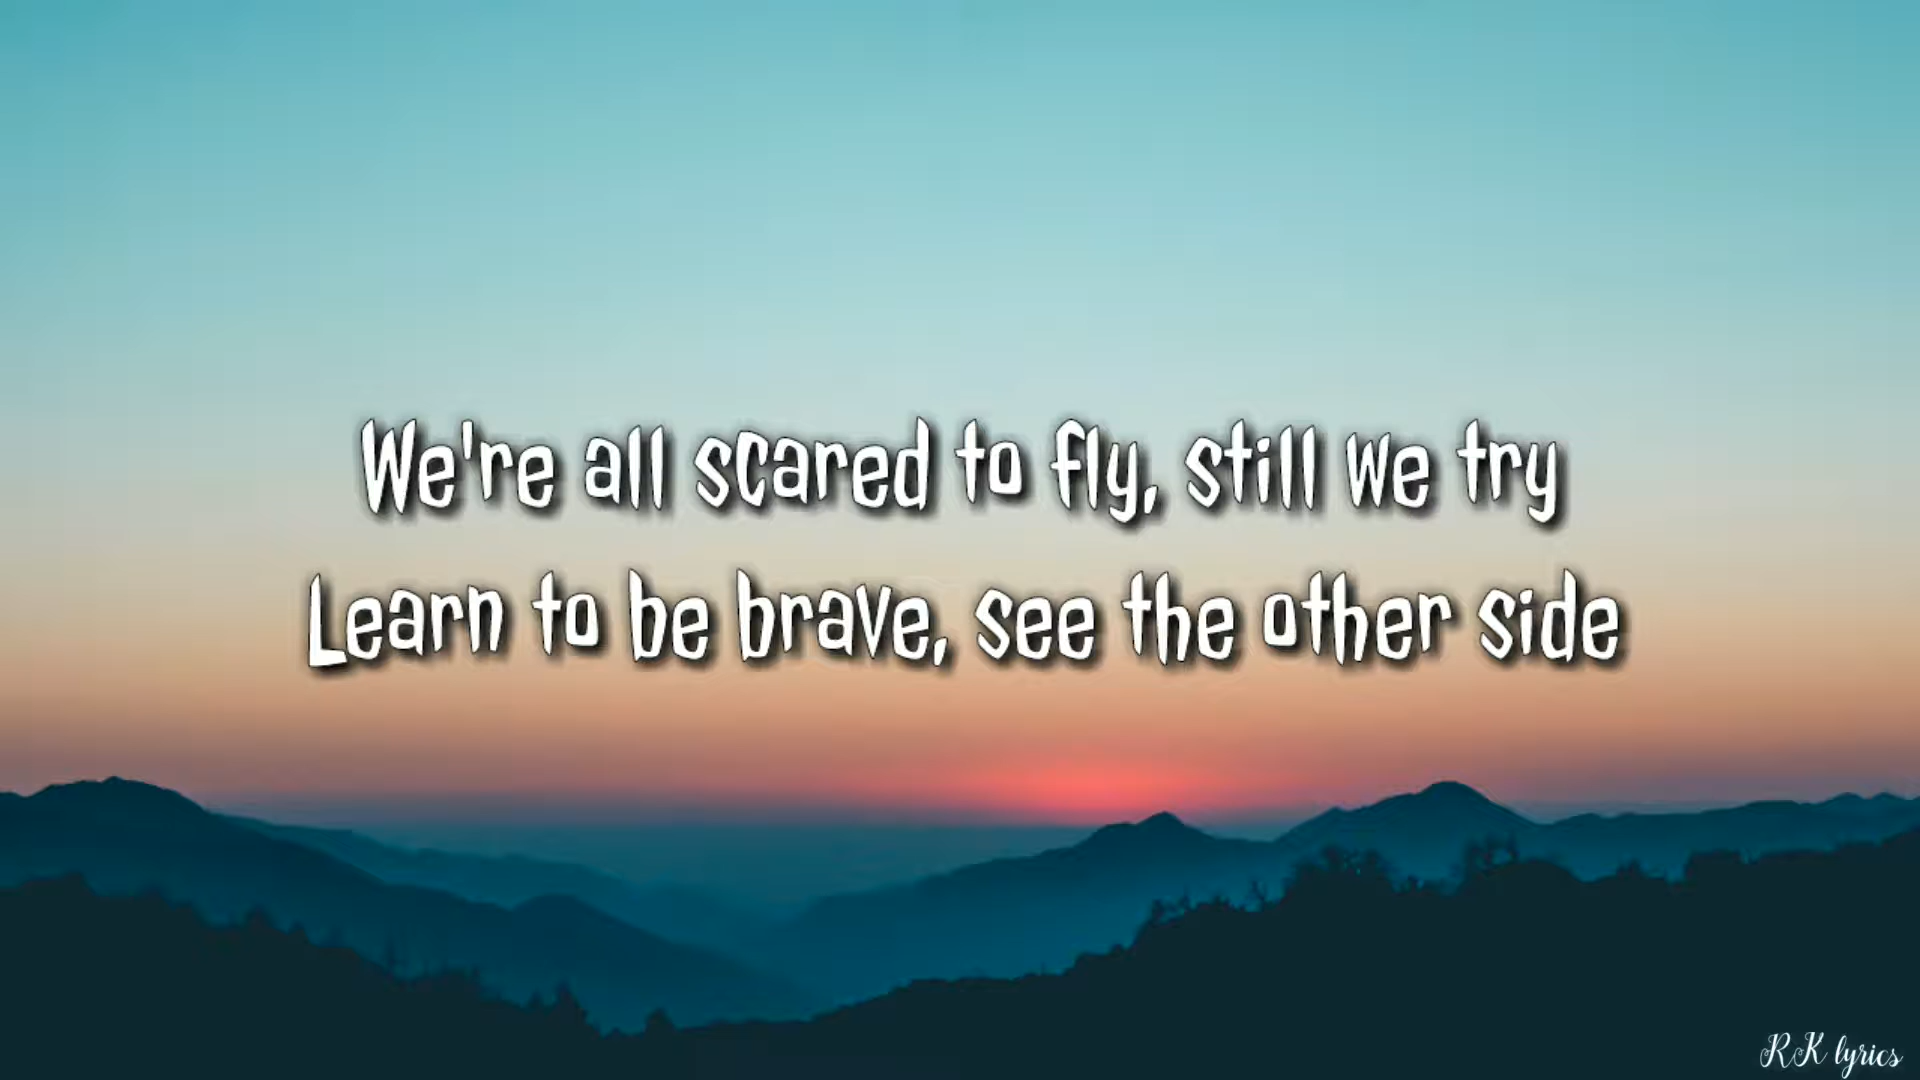 We're all scared to fly, still we try
Learn to be brave, see the other side
RK lyrics